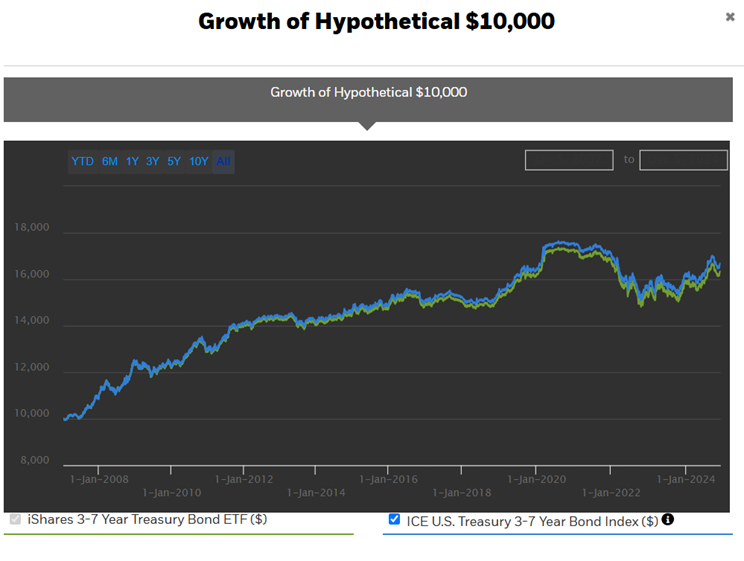 Growth of Hypothetical $10,000
Growth of Hypothetical $10,000
YTD 6M 1Y 3Y 5Y 10Y All
to
18,000
16,000
14,000
12,000
10,000
8,000
1-Jan-2008 1-Jan-2012 1-Jan-2016 1-Jan-2020 1-Jan-2024
1-Jan-2010 1-Jan-2014 1-Jan-2018 1-Jan-2022
iShares 3-7 Year Treasury Bond ETF ($) ICE U.S. Treasury 3-7 Year Bond Index ($)